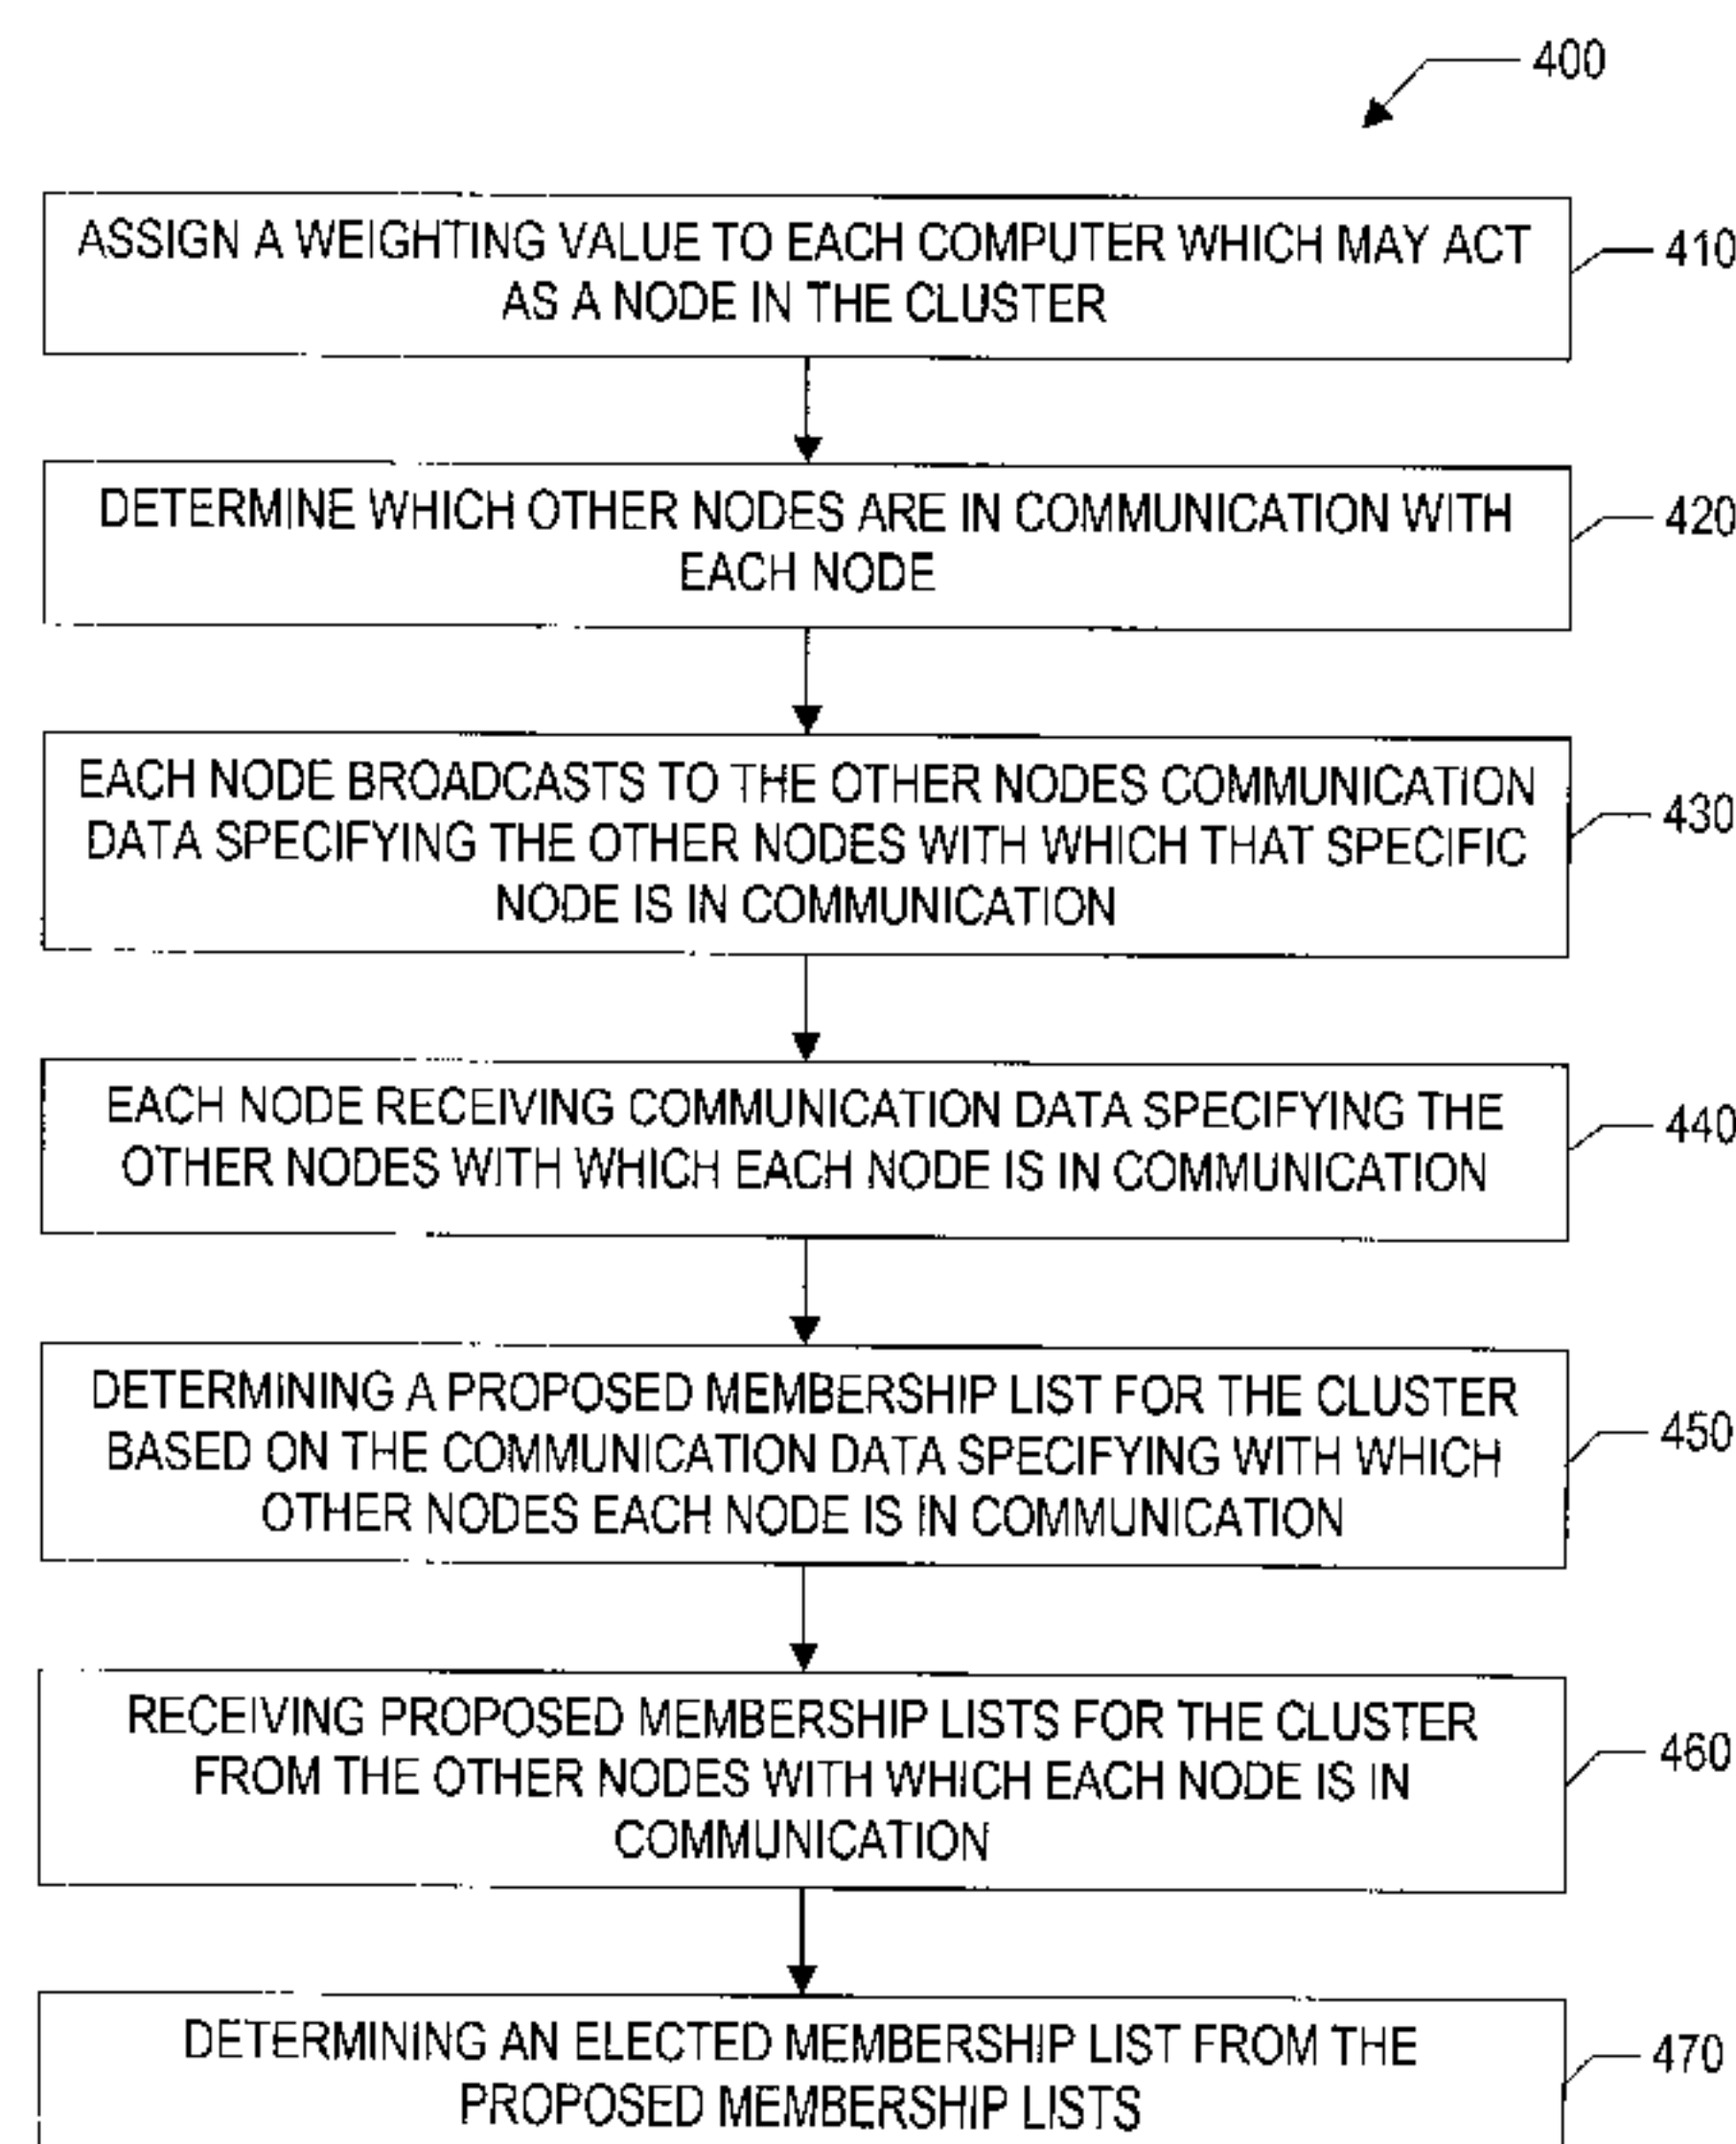 400
ASSIGN A WEIGHTING VALUE TO EACH COMPUTER WHICH MAY ACT
AS A NODE IN THE CLUSTER
410
DETERMINE WHICH OTHER NODES ARE IN COMMUNICATION WITH
EACH NODE
420
EACH NODE BROADCASTS TO THE OTHER NODES COMMUNICATION
DATA SPECIFYING THE OTHER NODES WITH WHICH THAT SPECIFIC
NODE IS IN COMMUNICATION
430
EACH NODE RECEIVING COMMUNICATION DATA SPECIFYING THE
OTHER NODES WITH WHICH EACH NODE IS IN COMMUNICATION
440
DETERMINING A PROPOSED MEMBERSHIP LIST FOR THE CLUSTER
BASED ON THE COMMUNICATION DATA SPECIFYING WITH WHICH
OTHER NODES EACH NODE IS IN COMMUNICATION
450
RECEIVING PROPOSED MEMBERSHIP LISTS FOR THE CLUSTER
FROM THE OTHER NODES WITH WHICH EACH NODE IS IN
COMMUNICATION
460
DETERMINING AN ELECTED MEMBERSHIP LIST FROM THE
PROPOSED MEMBERSHIP LISTS
470